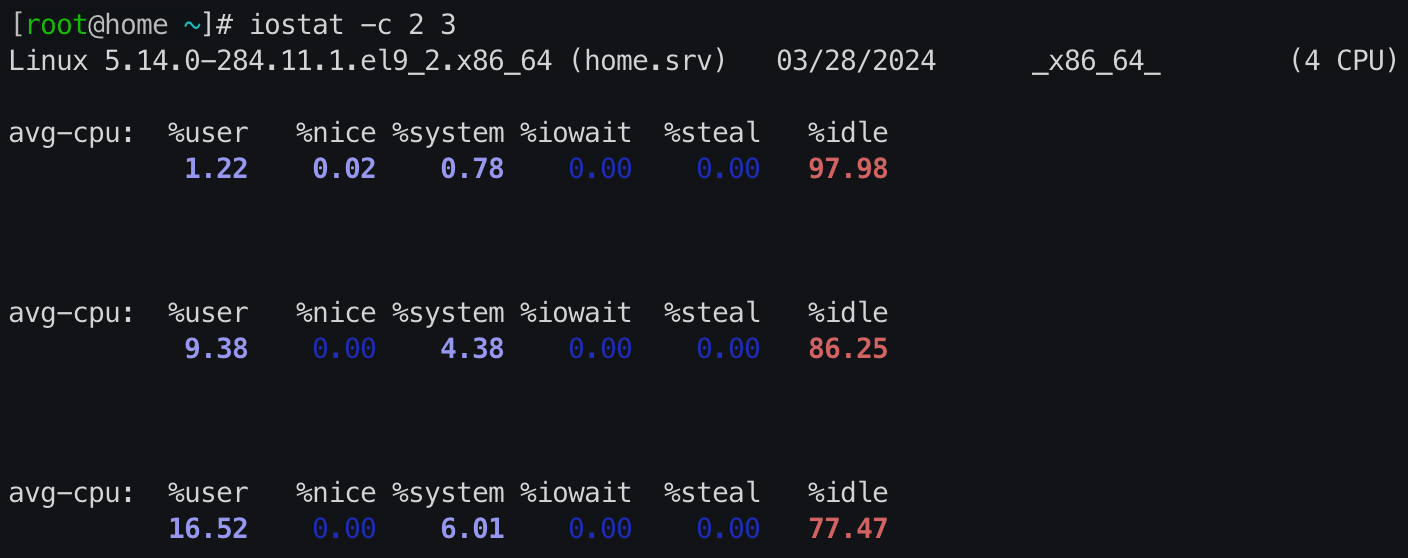 [root@home ~]# iostat -c 2 3
Linux 5.14.0-284.11.1.el9_2.x86_64 (home.srv)   03/28/2024      _x86_64_        (4 CPU)
avg-cpu:  %user   %nice %system %iowait  %steal   %idle
           1.22    0.02    0.78    0.00    0.00   97.98
avg-cpu:  %user   %nice %system %iowait  %steal   %idle
           9.38    0.00    4.38    0.00    0.00   86.25
avg-cpu:  %user   %nice %system %iowait  %steal   %idle
          16.52    0.00    6.01    0.00    0.00   77.47